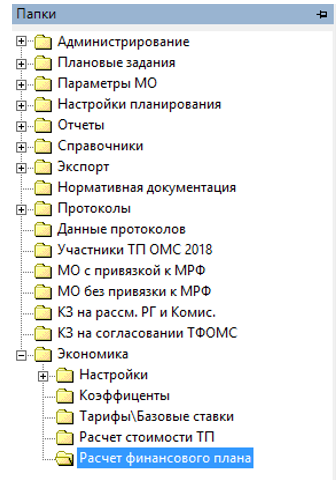 Папки
Администрирование
Плановые задания
Параметры МО
Настройки планирования
Отчеты
Справочники
Экспорт
Нормативная документация
Протоколы
Данные протоколов
Участники ТП ОМС 2018
МО с привязкой к МРФ
МО без привязки к МРФ
КЗ на рассм. РГ и Комис.
КЗ на согласовании ТФОМС
Экономика
Настройки
Коэффиценты
Тарифы\Базовые ставки
Расчет стоимости ТП
Расчет финансового плана